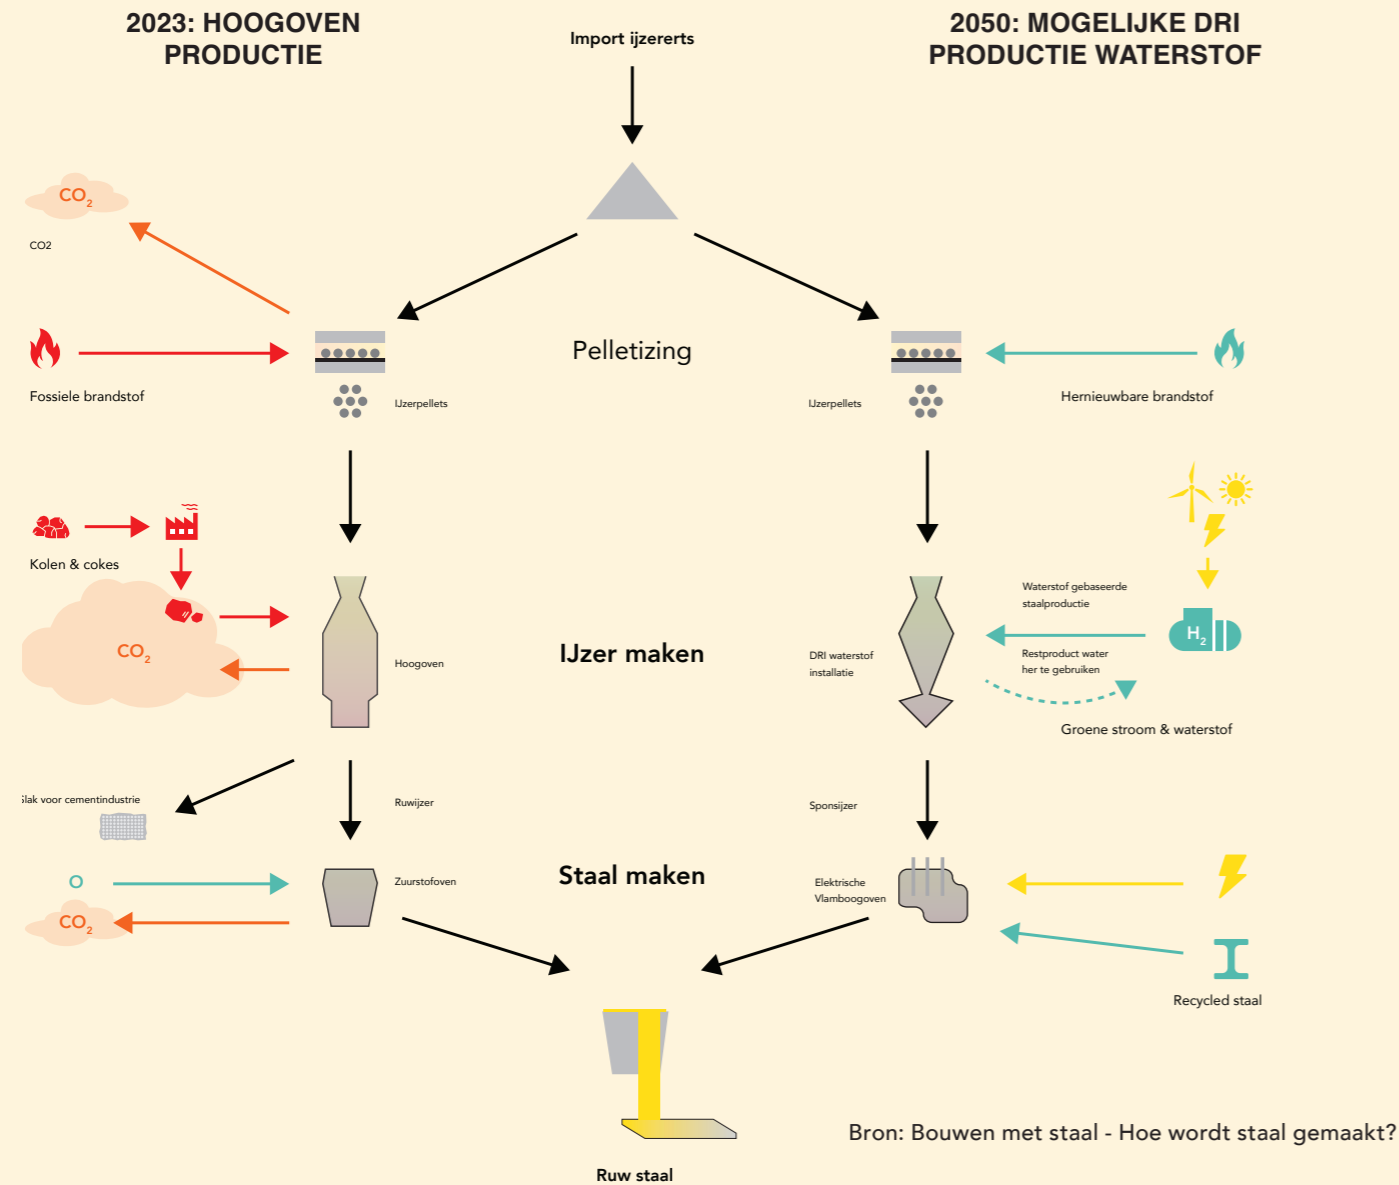 2023: HOOGOVEN
PRODUCTIE
Import ijzererts
2050: MOGELIJKE DRI
PRODUCTIE WATERSTOF
CO2
CO2
Fossiele brandstof
IJzerpellets
Pelletizing
IJzerpellets
Hernieuwbare brandstof
Kolen & cokes
CO2
Hoogoven
IJzer maken
DRI waterstof
installatie
Waterstof gebaseerde
staalproductie
H2
Restproduct water
her te gebruiken
Groene stroom & waterstof
Slak voor cementindustrie
Ruwijzer
Sponsijzer
O
CO2
Zuurstofoven
Staal maken
Elektrische
Vlamboogoven
Recycled staal
Bron: Bouwen met staal - Hoe wordt staal gemaakt?
Ruw staal